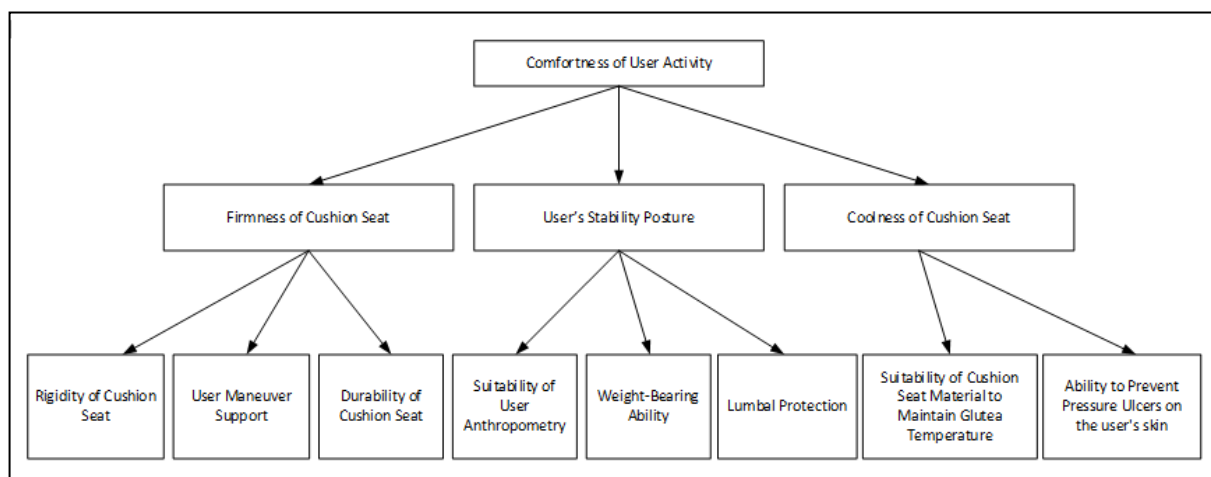 Comfortness of User Activity
Firmness of Cushion Seat
User's Stability Posture
Coolness of Cushion Seat
Rigidity of Cushion
Seat
User Maneuver
Support
Durability of
Cushion Seat
Suitability of
User
Anthropometry
Weight-Bearing
Ability
Lumbal Protection
Suitability of Cushion
Seat Material to
Maintain Glutea
Temperature
Ability to Prevent
Pressure Ulcers on
the user's skin